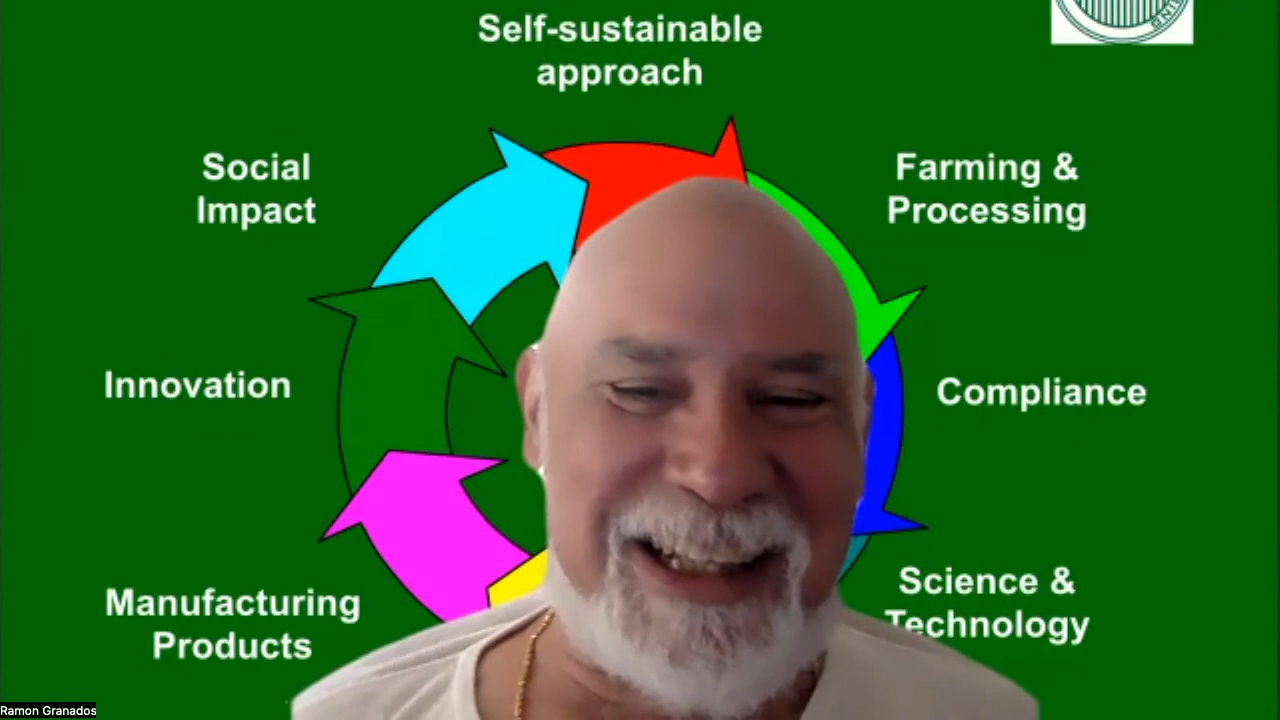 Self-sustainable
approach
Social
Impact
Farming &
Processing
Innovation
Compliance
Manufacturing
Products
Science &
Technology
Ramon Granados